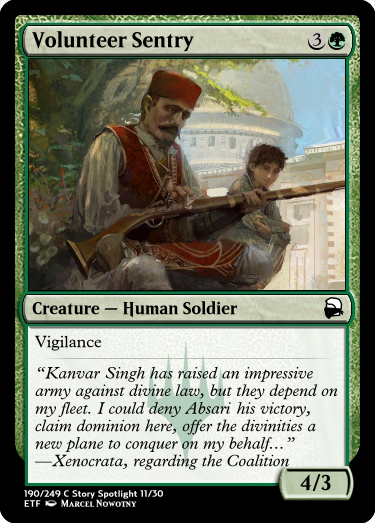 Volunteer Sentry 3
Creature — Human Soldier
Vigilance
“Kanvar Singh has raised an impressive
army against divine law, but they depend on
my fleet. I could deny Absari his victory,
claim dominion here, offer the divinities a
new plane to conquer on my behalf…”
—Xenocrata, regarding the Coalition
4/3
190/249 C Story Spotlight 11/30
ETF Marcel Nowotny